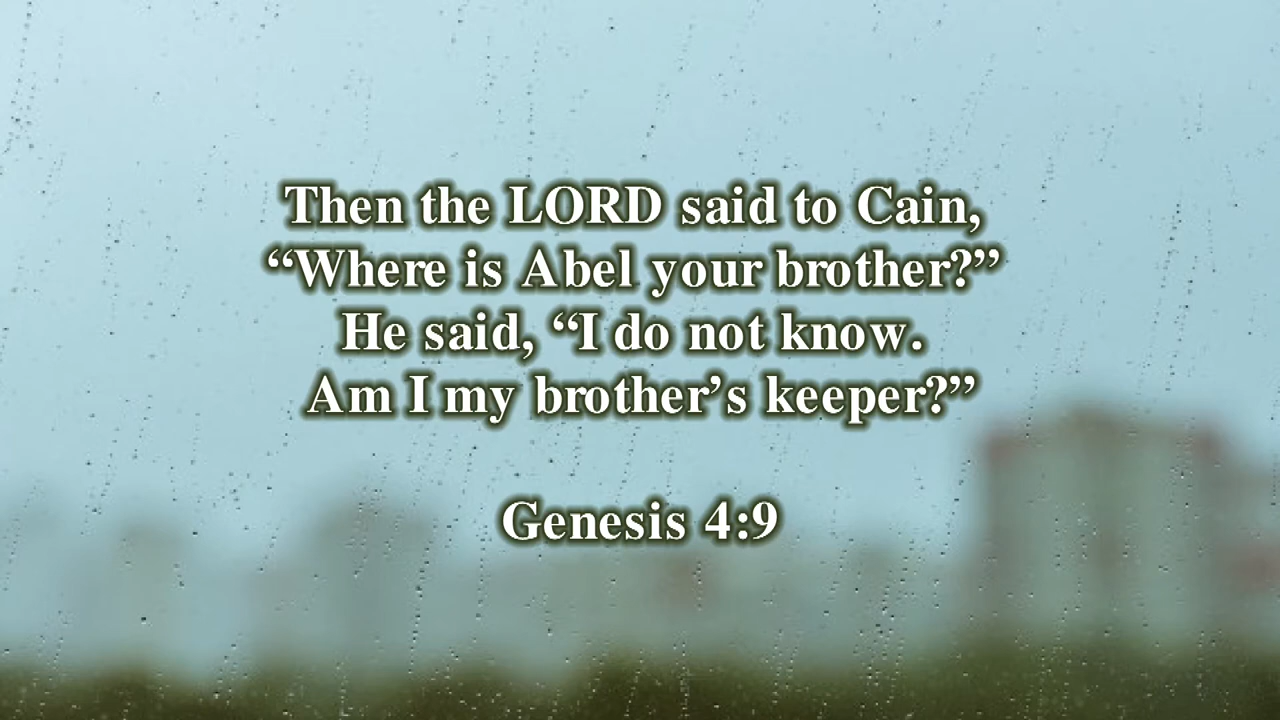 Then the LORD said to Cain,
“Where is Abel your brother?”
He said, “I do not know.
Am I my brother’s keeper?”
Genesis 4:9